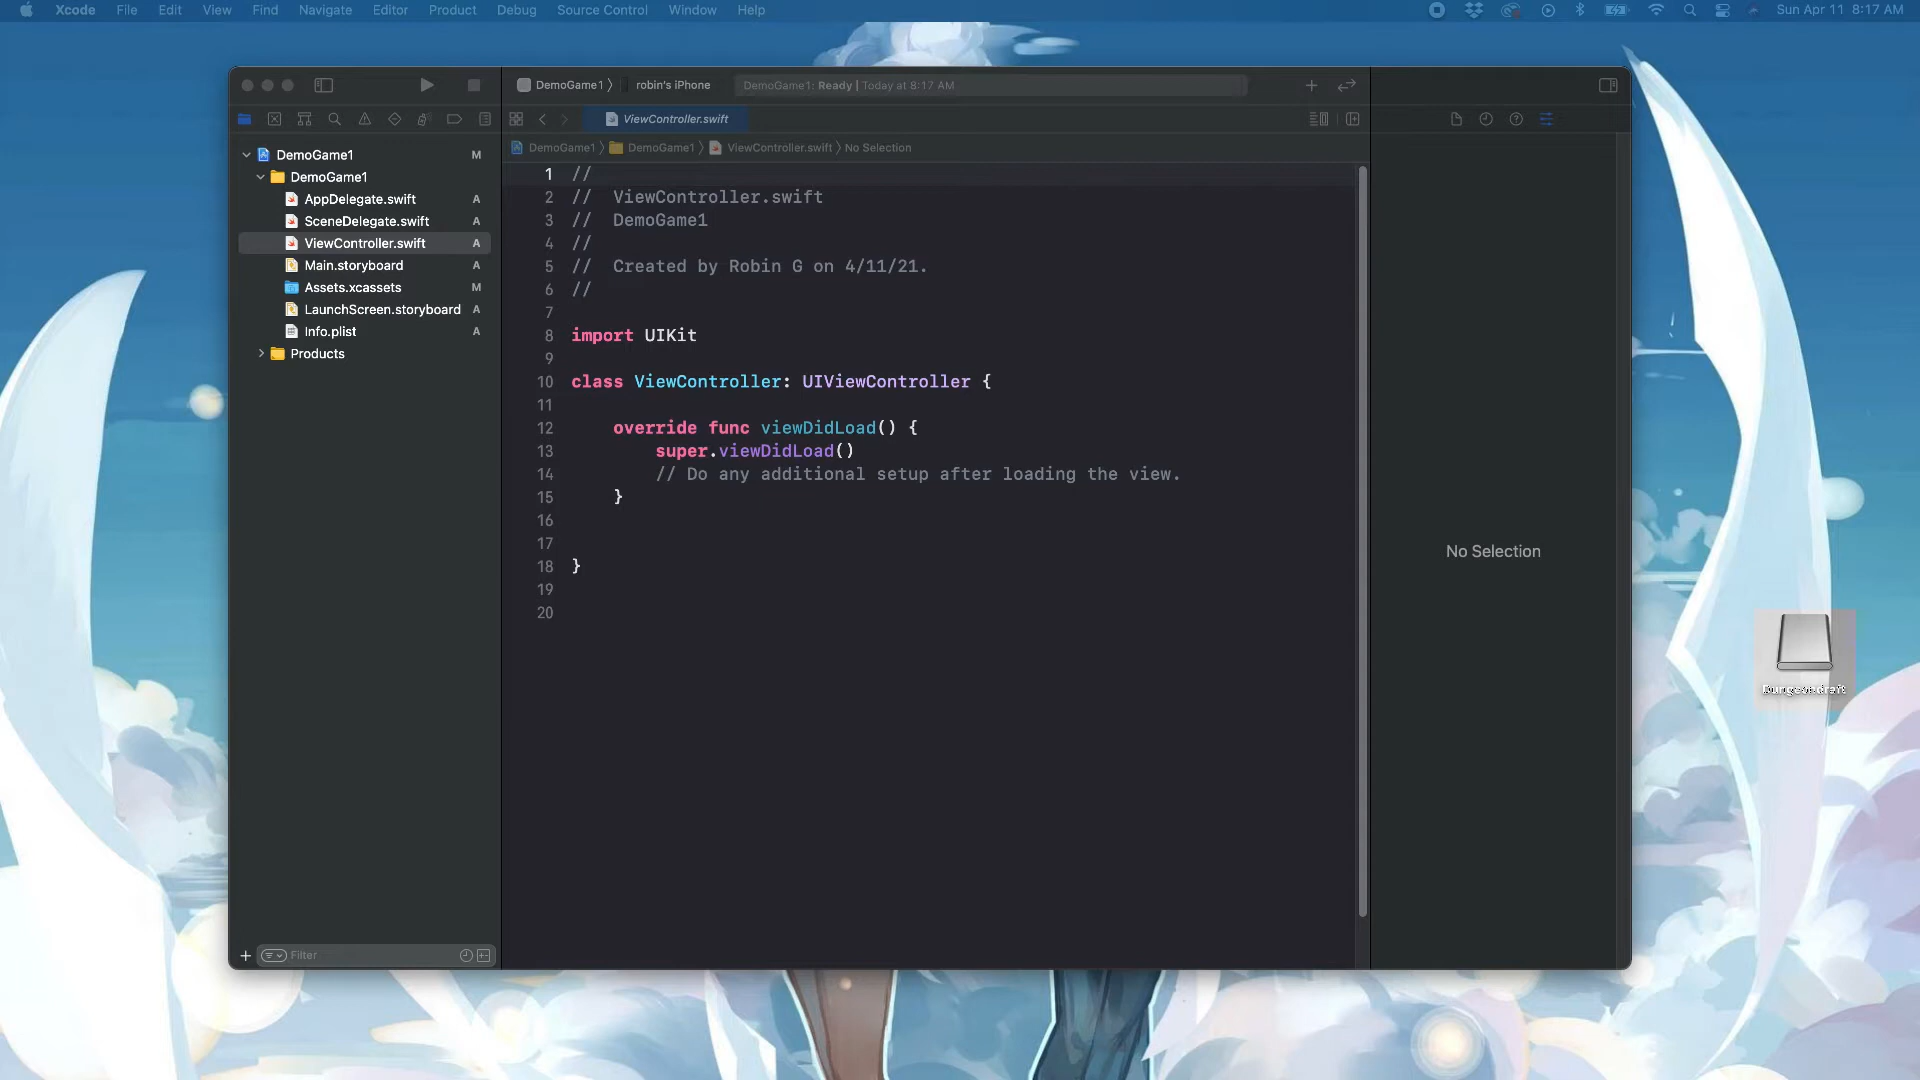 Xcode File Edit View Find Navigate Editor Product Debug Source Control Window Help Sun Apr 11 8:17 AM
DemoGame1 robin's iPhone DemoGame1: Ready | Today at 8:17 AM
ViewController.swift
DemoGame1 DemoGame1 ViewController.swift No Selection
DemoGame1 M
DemoGame1
AppDelegate.swift A
SceneDelegate.swift A
ViewController.swift A
Main.storyboard A
Assets.xcassets M
LaunchScreen.storyboard A
Info.plist A
Products
Filter
1 //
2 //  ViewController.swift
3 //  DemoGame1
4 //
5 //  Created by Robin G on 4/11/21.
6 //
7
8 import UIKit
9
10 class ViewController: UIViewController {
11
12     override func viewDidLoad() {
13         super.viewDidLoad()
14         // Do any additional setup after loading the view.
15     }
16
17
18 }
19
20
No Selection
Dungeondraft